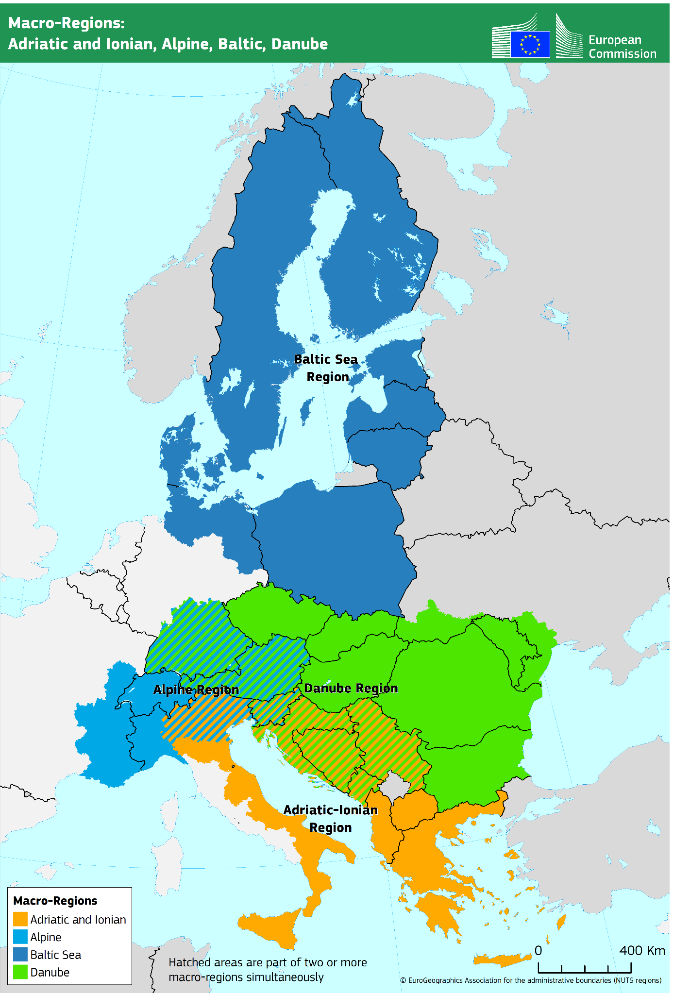 Macro-Regions:
Adriatic and Ionian, Alpine, Baltic, Danube
European
Commission
Baltic Sea
Region
Alpine Region
Danube Region
Adriatic-Ionian
Region
Macro-Regions
Adriatic and Ionian
Alpine
Baltic Sea
Danube
Hatched areas are part of two or more
macro-regions simultaneously
0 400 Km
© EuroGeographics Association for the administrative boundaries (NUTS regions)